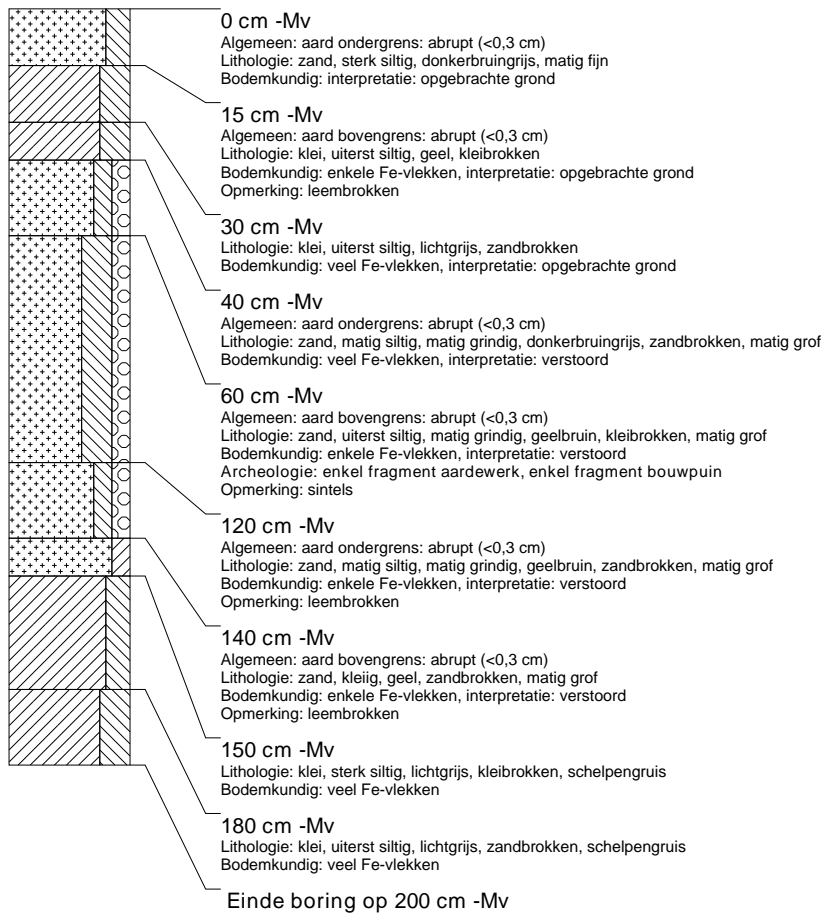 0 cm -Mv
Algemeen: aard ondergrens: abrupt (<0,3 cm)
Lithologie: zand, sterk siltig, donkerbruingrijs, matig fijn
Bodemkundig: interpretatie: opgebrachte grond
15 cm -Mv
Algemeen: aard bovengrens: abrupt (<0,3 cm)
Lithologie: klei, uiterst siltig, geel, kleibrokken
Bodemkundig: enkele Fe-vlekken, interpretatie: opgebrachte grond
Opmerking: leembrokken
30 cm -Mv
Lithologie: klei, uiterst siltig, lichtgrijs, zandbrokken
Bodemkundig: veel Fe-vlekken, interpretatie: opgebrachte grond
40 cm -Mv
Algemeen: aard ondergrens: abrupt (<0,3 cm)
Lithologie: zand, matig siltig, matig grindig, donkerbruingrijs, zandbrokken, matig grof
Bodemkundig: veel Fe-vlekken, interpretatie: verstoord
60 cm -Mv
Algemeen: aard bovengrens: abrupt (<0,3 cm)
Lithologie: zand, uiterst siltig, matig grindig, geelbruin, kleibrokken, matig grof
Bodemkundig: enkele Fe-vlekken, interpretatie: verstoord
Archeologie: enkel fragment aardewerk, enkel fragment bouwpuin
Opmerking: sintels
120 cm -Mv
Algemeen: aard ondergrens: abrupt (<0,3 cm)
Lithologie: zand, matig siltig, matig grindig, geelbruin, zandbrokken, matig grof
Bodemkundig: enkele Fe-vlekken, interpretatie: verstoord
Opmerking: leembrokken
140 cm -Mv
Algemeen: aard bovengrens: abrupt (<0,3 cm)
Lithologie: zand, kleiig, geel, zandbrokken, matig grof
Bodemkundig: enkele Fe-vlekken, interpretatie: verstoord
Opmerking: leembrokken
150 cm -Mv
Lithologie: klei, sterk siltig, lichtgrijs, kleibrokken, schelpengruis
Bodemkundig: veel Fe-vlekken
180 cm -Mv
Lithologie: klei, uiterst siltig, lichtgrijs, zandbrokken, schelpengruis
Bodemkundig: veel Fe-vlekken
Einde boring op 200 cm -Mv